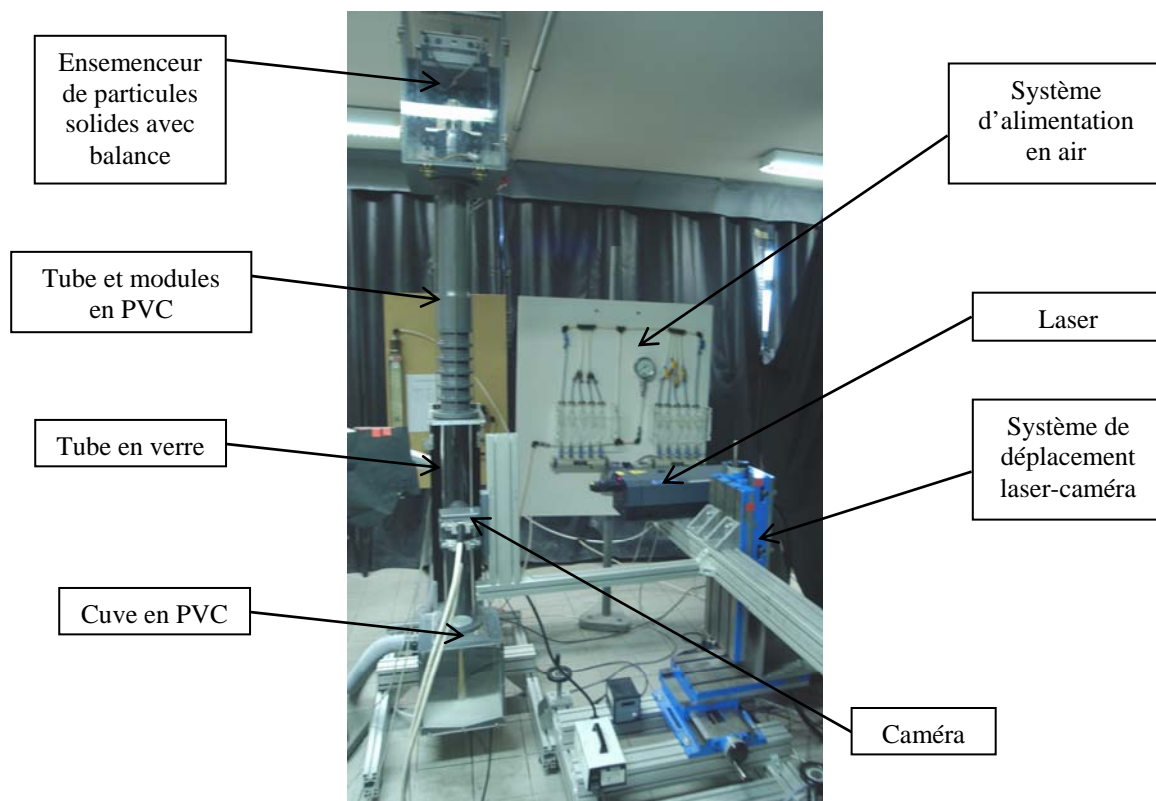 Ensemenceur
de particules
solides avec
balance
Système
d'alimentation
en air
Tube et modules
en PVC
Laser
Tube en verre
Système de
déplacement
laser-caméra
Cuve en PVC
Caméra